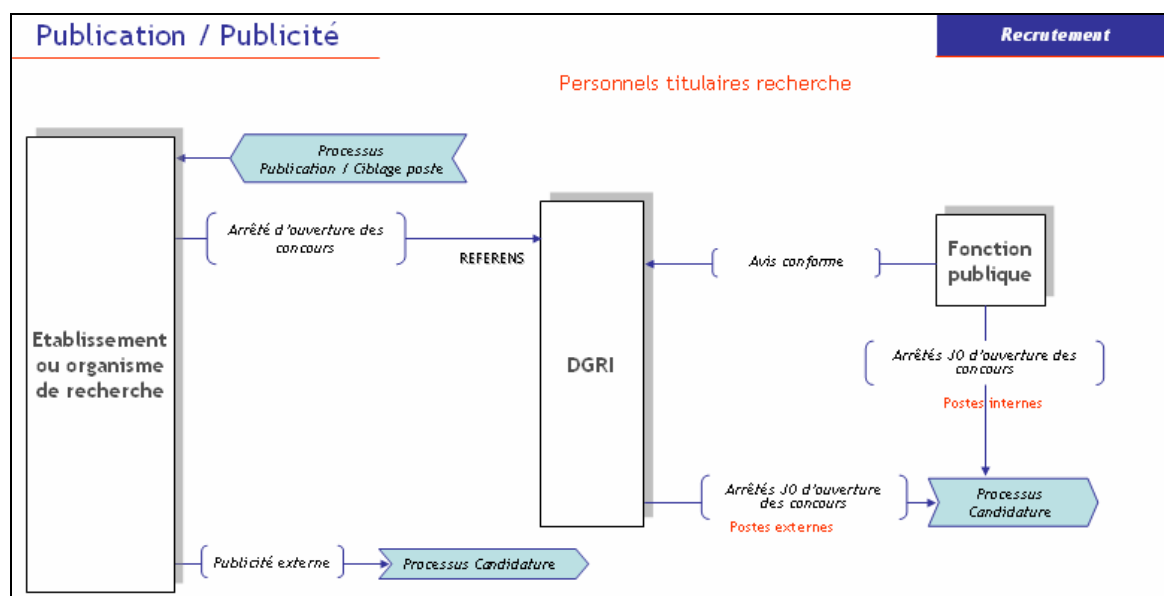 Publication / Publicité
Recrutement
Personnels titulaires recherche
Processus
Publication / Ciblage poste
Arrêté d'ouverture des
concours
REFERENS
Avis conforme
Fonction
publique
Etablissement
ou organisme
de recherche
DGRI
Arrêtés JO d'ouverture des
concours
Postes internes
Arrêtés JO d'ouverture
des concours
Postes externes
Processus
Candidature
Publicité externe
Processus Candidature